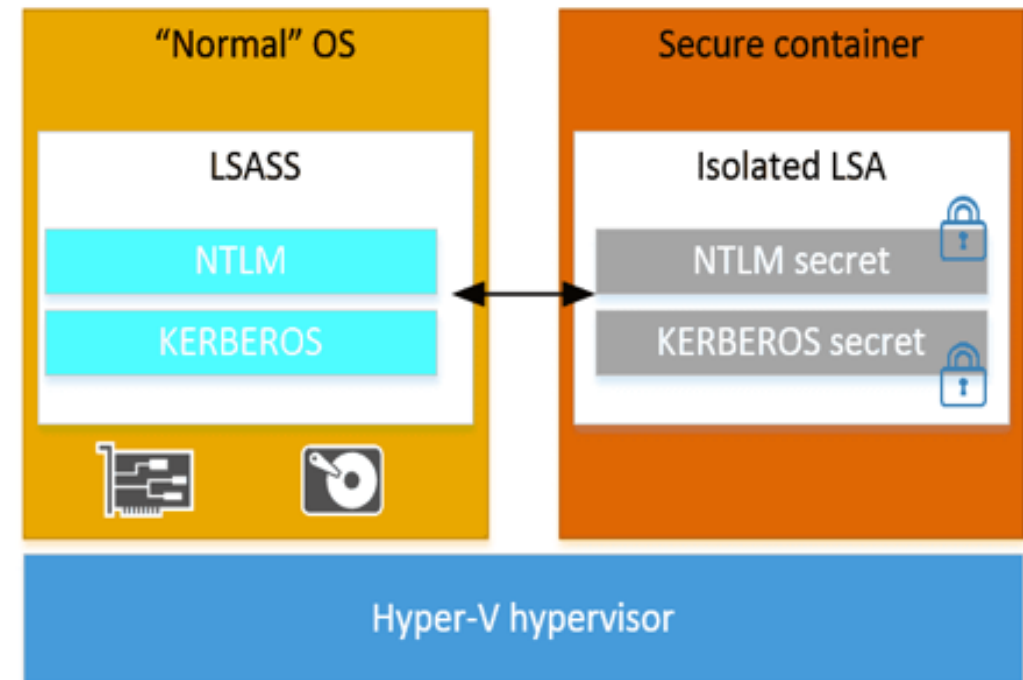 “Normal” OS
LSASS
NTLM
KERBEROS
Secure container
Isolated LSA
NTLM secret
KERBEROS secret
Hyper-V hypervisor